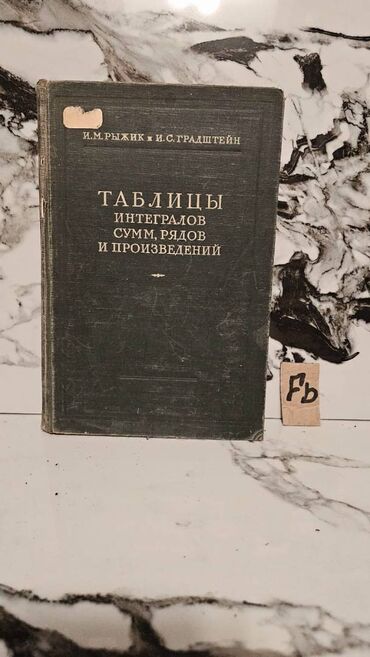 И.М.РЫЖИК и И.С.ГРАДШТЕЙН
ТАБЛИЦЫ
ИНТЕГРАЛОВ
СУММ, РЯДОВ
И ПРОИЗВЕДЕНИЙ
Fb